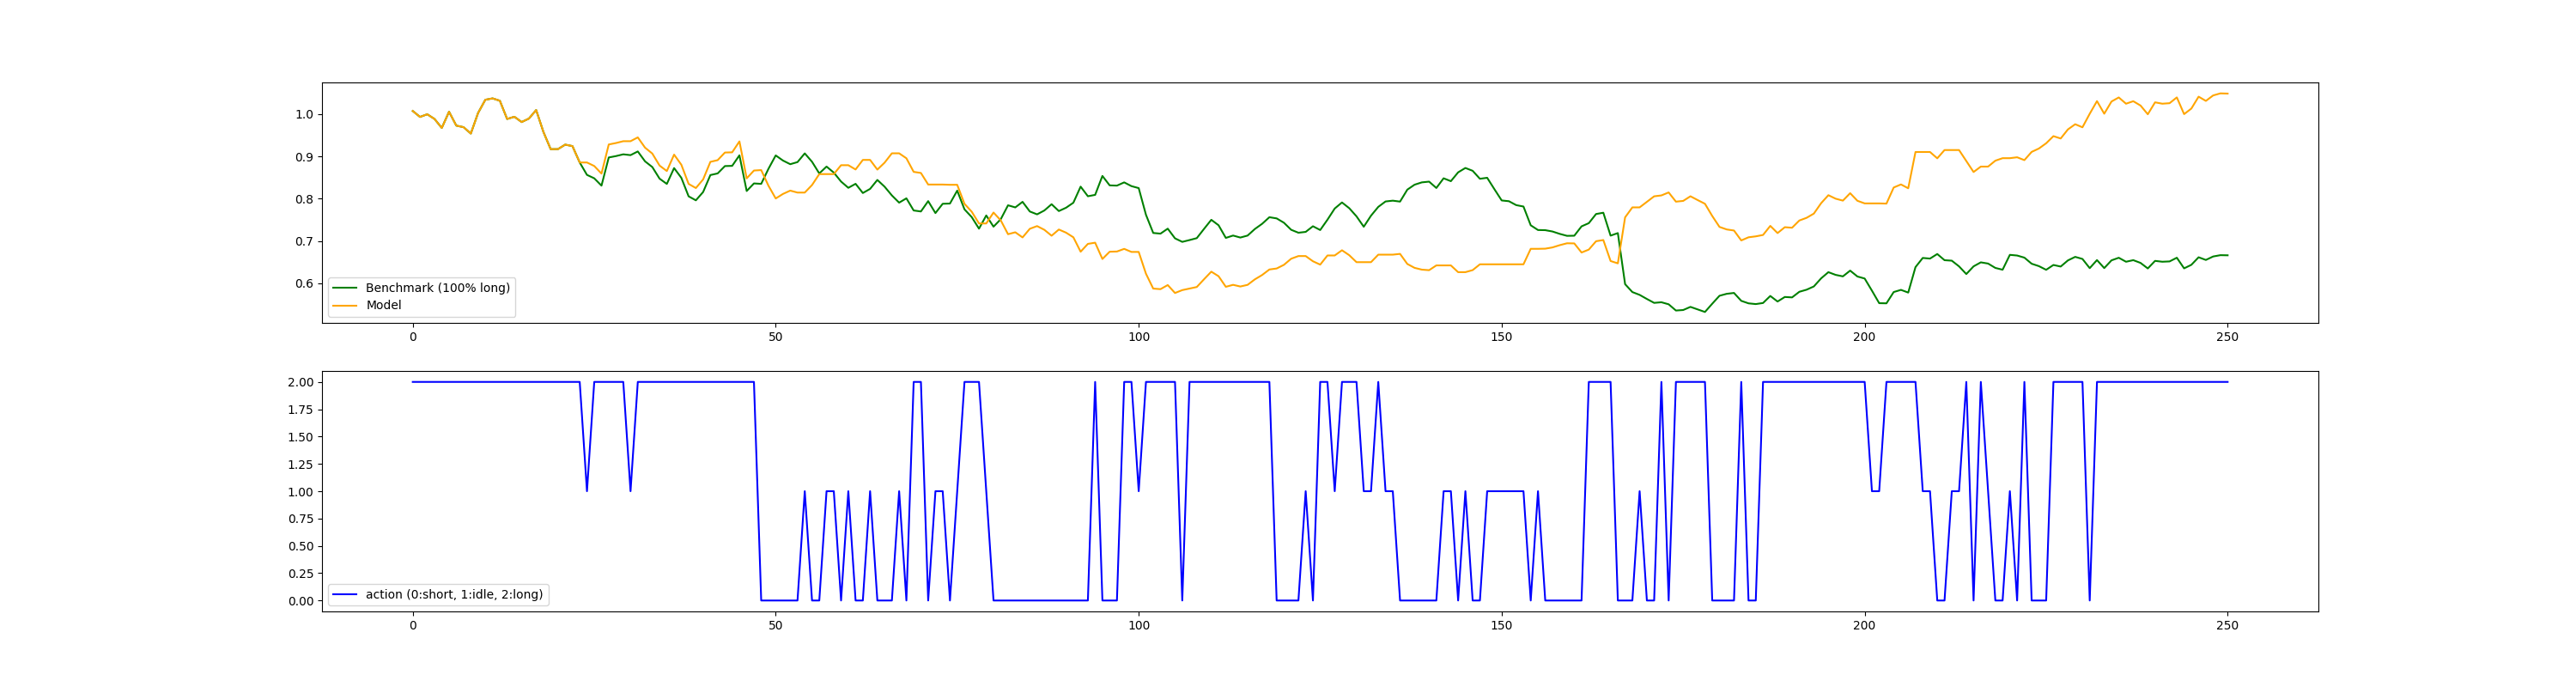 1.0
0.9
0.8
0.7
0.6
Benchmark (100% long)
Model
0 50 100 150 200 250
2.00
1.75
1.50
1.25
1.00
0.75
0.50
0.25
0.00
action (0:short, 1:idle, 2:long)
0 50 100 150 200 250